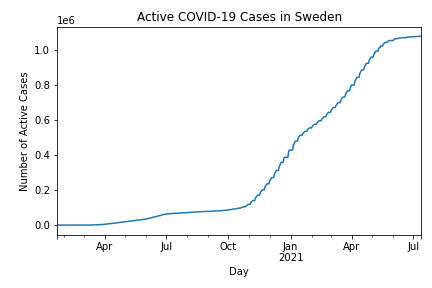 Active COVID-19 Cases in Sweden
1e6
1.0
0.8
0.6
0.4
0.2
0.0
Number of Active Cases
Apr Jul Oct Jan Apr Jul
2021
Day